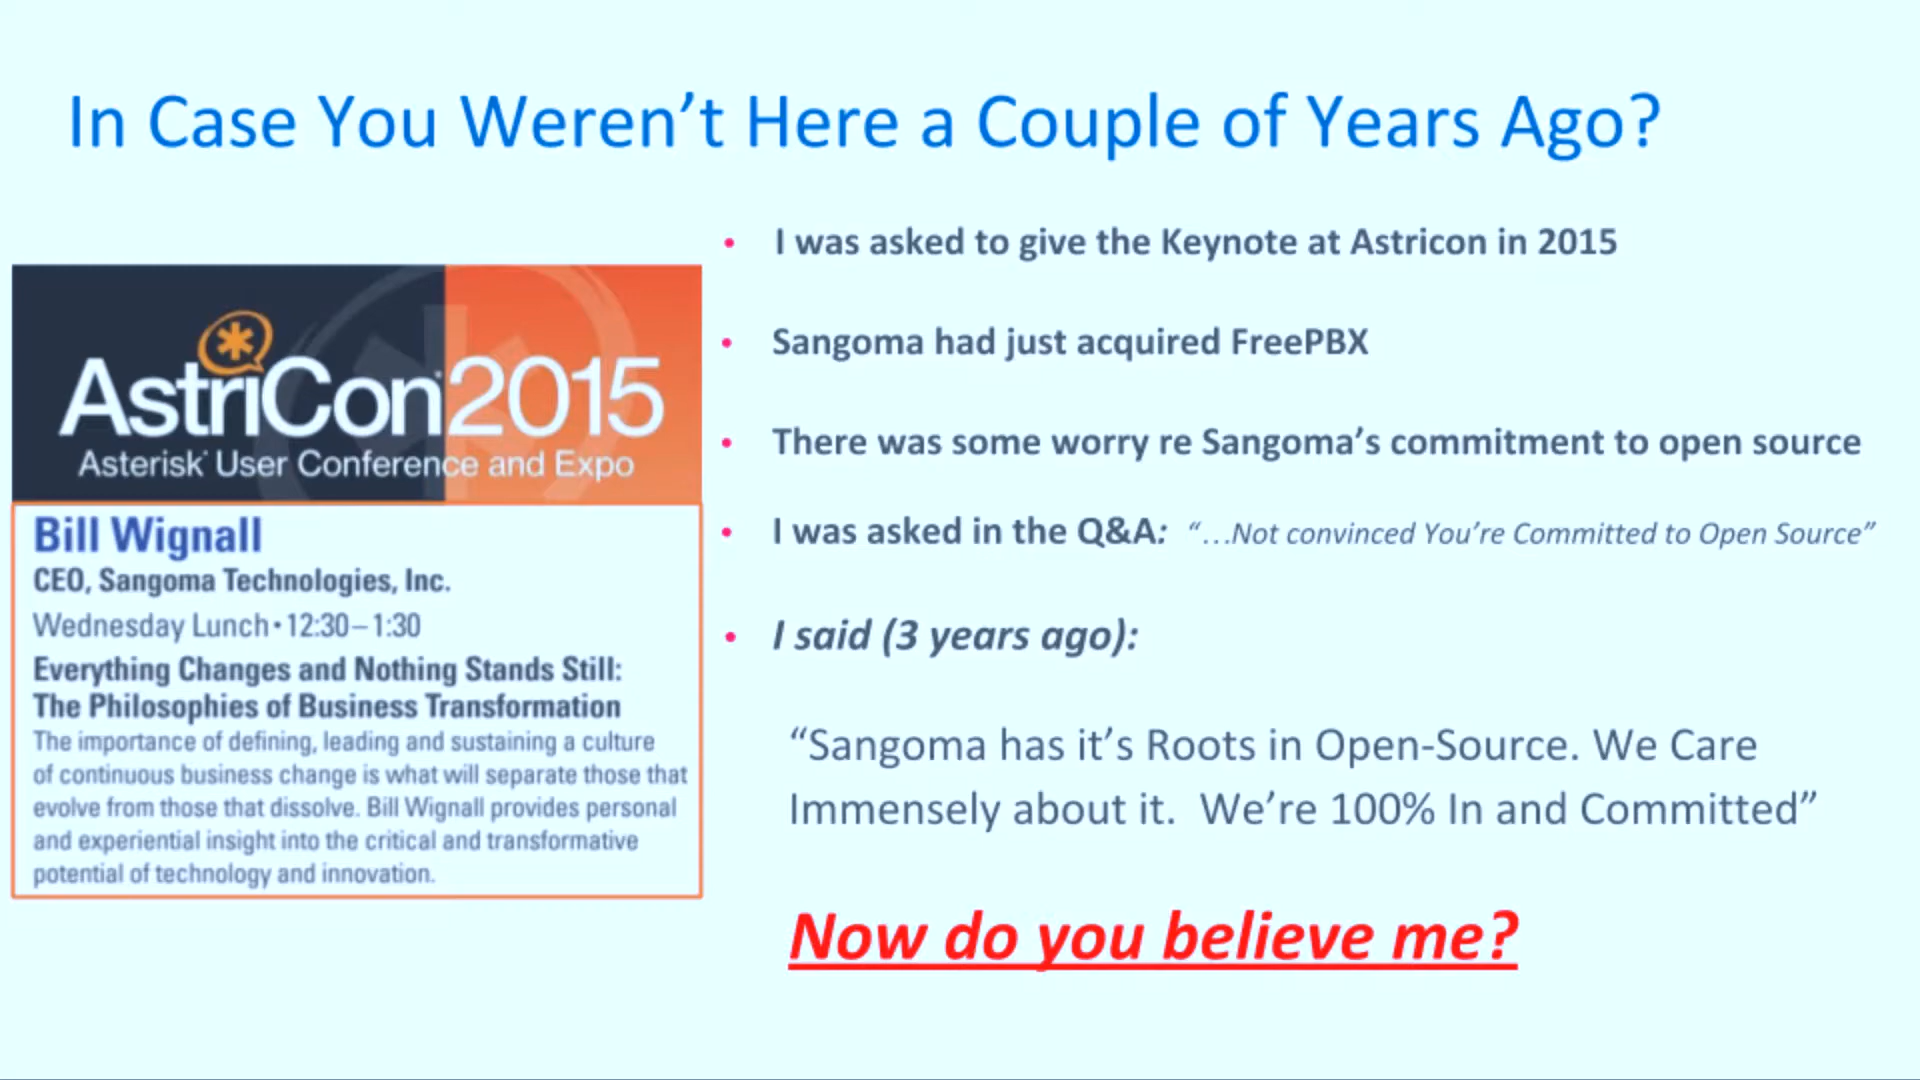 In Case You Weren’t Here a Couple of Years Ago?
AstriCon 2015
Asterisk User Conference and Expo
Bill Wignall
CEO, Sangoma Technologies, Inc.
Wednesday Lunch • 12:30–1:30
Everything Changes and Nothing Stands Still:
The Philosophies of Business Transformation
The importance of defining, leading and sustaining a culture
of continuous business change is what will separate those that
evolve from those that dissolve. Bill Wignall provides personal
and experiential insight into the critical and transformative
potential of technology and innovation.
• I was asked to give the Keynote at Astricon in 2015
• Sangoma had just acquired FreePBX
• There was some worry re Sangoma’s commitment to open source
• I was asked in the Q&A: “…Not convinced You’re Committed to Open Source”
• I said (3 years ago):
“Sangoma has it’s Roots in Open-Source. We Care
Immensely about it. We’re 100% In and Committed”
Now do you believe me?